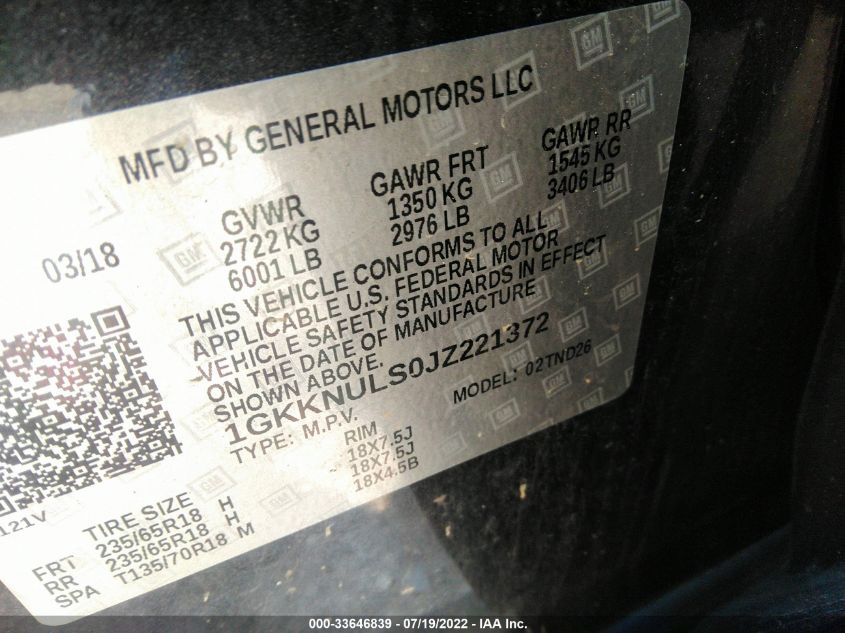 MFD BY GENERAL MOTORS LLC
03/18
GVWR GAWR FRT GAWR RR
2722 KG 1350 KG 1545 KG
6001 LB 2976 LB 3406 LB
THIS VEHICLE CONFORMS TO ALL
APPLICABLE U.S. FEDERAL MOTOR
VEHICLE SAFETY STANDARDS IN EFFECT
ON THE DATE OF MANUFACTURE
SHOWN ABOVE.
1GKKNULS0JZ221372
TYPE: M.P.V. MODEL: 02TND26
121V
TIRE SIZE RIM
FRT 235/65R18 H 18X7.5J
RR 235/65R18 H 18X7.5J
SPA T135/70R18 M 18X4.5B
GM
000-33646839 - 07/19/2022 - IAA Inc.